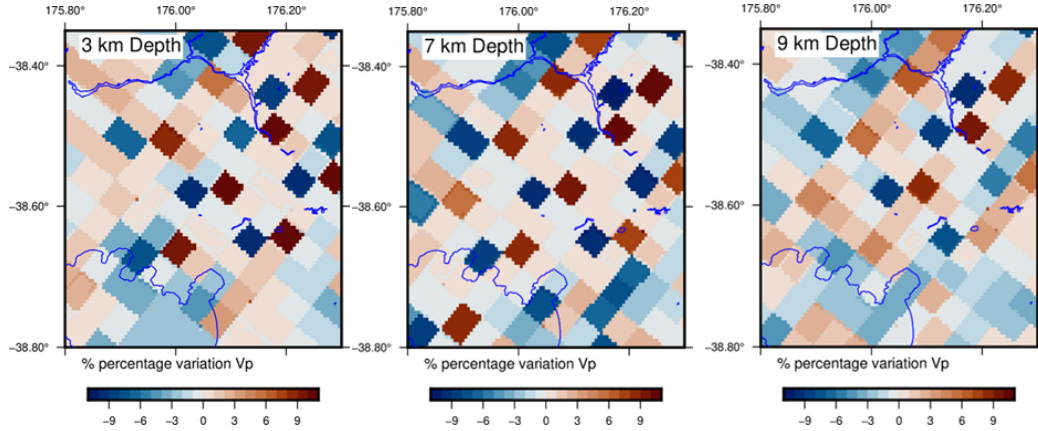 175.80° 176.00° 176.20° 175.80° 176.00° 176.20° 175.80° 176.00° 176.20°
3 km Depth 7 km Depth 9 km Depth
−38.40° −38.40° −38.40°
−38.60° −38.60° −38.60°
−38.80° −38.80° −38.80°
% percentage variation Vp % percentage variation Vp % percentage variation Vp
−9 −6 −3 0 3 6 9 −9 −6 −3 0 3 6 9 −9 −6 −3 0 3 6 9